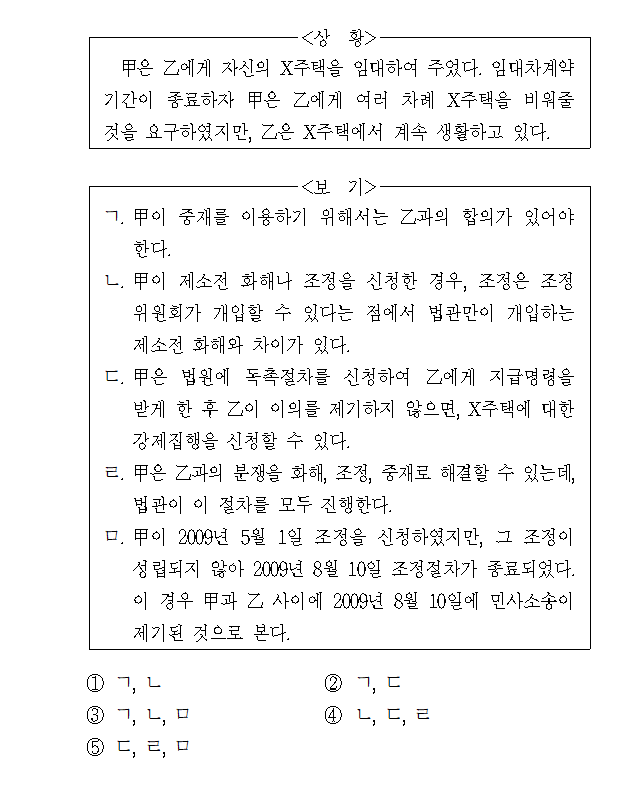 <상 황>
甲은 乙에게 자신의 X주택을 임대하여 주었다. 임대차계약
기간이 종료하자 甲은 乙에게 여러 차례 X주택을 비워줄
것을 요구하였지만, 乙은 X주택에서 계속 생활하고 있다.
<보 기>
ㄱ. 甲이 중재를 이용하기 위해서는 乙과의 합의가 있어야
한다.
ㄴ. 甲이 제소전 화해나 조정을 신청한 경우, 조정은 조정
위원회가 개입할 수 있다는 점에서 법관만이 개입하는
제소전 화해와 차이가 있다.
ㄷ. 甲은 법원에 독촉절차를 신청하여 乙에게 지급명령을
받게 한 후 乙이 이의를 제기하지 않으면, X주택에 대한
강제집행을 신청할 수 있다.
ㄹ. 甲은 乙과의 분쟁을 화해, 조정, 중재로 해결할 수 있는데,
법관이 이 절차를 모두 진행한다.
ㅁ. 甲이 2009년 5월 1일 조정을 신청하였지만, 그 조정이
성립되지 않아 2009년 8월 10일 조정절차가 종료되었다.
이 경우 甲과 乙 사이에 2009년 8월 10일에 민사소송이
제기된 것으로 본다.
① ㄱ, ㄴ ② ㄱ, ㄷ
③ ㄱ, ㄴ, ㅁ ④ ㄴ, ㄷ, ㄹ
⑤ ㄷ, ㄹ, ㅁ